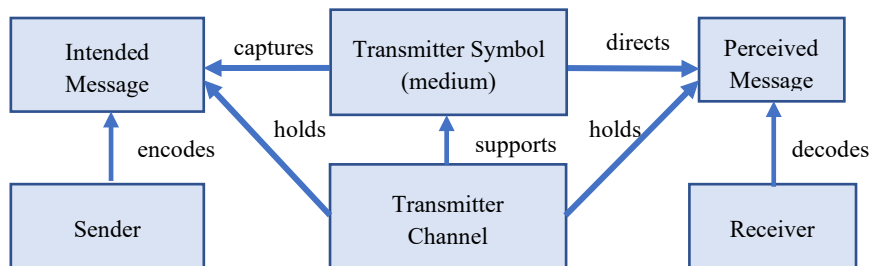 Intended
Message
captures
Transmitter Symbol
(medium)
directs
Perceived
Message
encodes
holds
supports
holds
decodes
Sender
Transmitter
Channel
Receiver